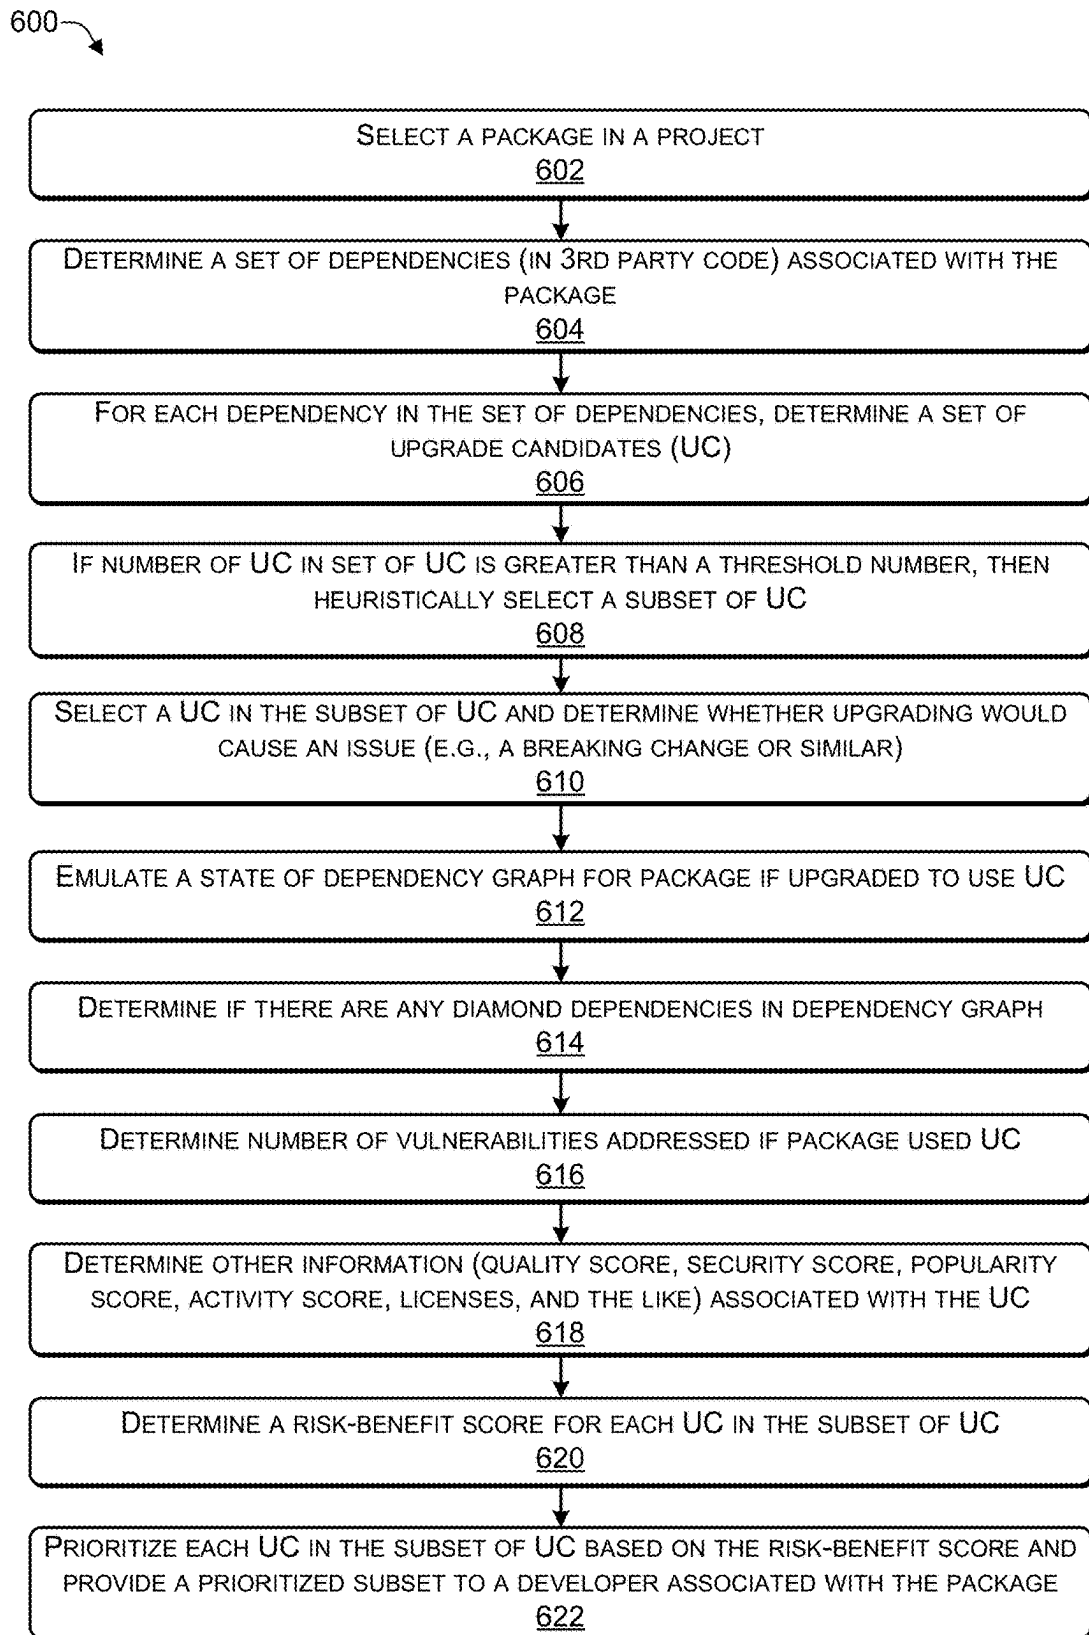 600
SELECT A PACKAGE IN A PROJECT
602
DETERMINE A SET OF DEPENDENCIES (IN 3RD PARTY CODE) ASSOCIATED WITH THE
PACKAGE
604
FOR EACH DEPENDENCY IN THE SET OF DEPENDENCIES, DETERMINE A SET OF
UPGRADE CANDIDATES (UC)
606
IF NUMBER OF UC IN SET OF UC IS GREATER THAN A THRESHOLD NUMBER, THEN
HEURISTICALLY SELECT A SUBSET OF UC
608
SELECT A UC IN THE SUBSET OF UC AND DETERMINE WHETHER UPGRADING WOULD
CAUSE AN ISSUE (E.G., A BREAKING CHANGE OR SIMILAR)
610
EMULATE A STATE OF DEPENDENCY GRAPH FOR PACKAGE IF UPGRADED TO USE UC
612
DETERMINE IF THERE ARE ANY DIAMOND DEPENDENCIES IN DEPENDENCY GRAPH
614
DETERMINE NUMBER OF VULNERABILITIES ADDRESSED IF PACKAGE USED UC
616
DETERMINE OTHER INFORMATION (QUALITY SCORE, SECURITY SCORE, POPULARITY
SCORE, ACTIVITY SCORE, LICENSES, AND THE LIKE) ASSOCIATED WITH THE UC
618
DETERMINE A RISK-BENEFIT SCORE FOR EACH UC IN THE SUBSET OF UC
620
PRIORITIZE EACH UC IN THE SUBSET OF UC BASED ON THE RISK-BENEFIT SCORE AND
PROVIDE A PRIORITIZED SUBSET TO A DEVELOPER ASSOCIATED WITH THE PACKAGE
622